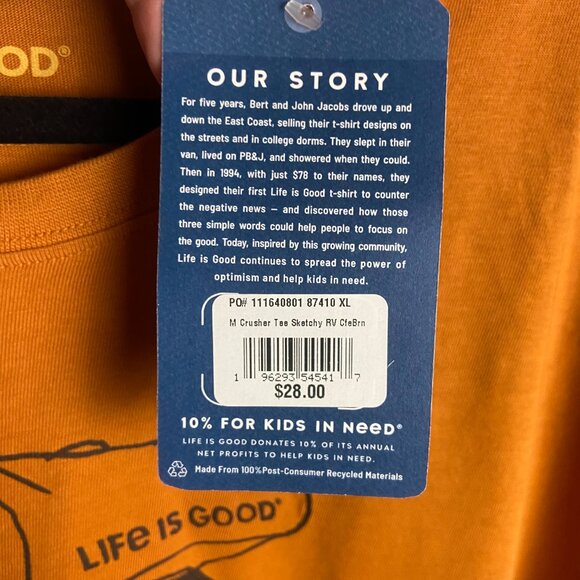 OOD®
OUR STORY
For five years, Bert and John Jacobs drove up and
down the East Coast, selling their t-shirt designs on
the streets and in college dorms. They slept in their
van, lived on PB&J, and showered when they could.
Then in 1994, with just $78 to their names, they
designed their first Life is Good t-shirt to counter
the negative news — and discovered how those
three simple words could help people to focus on
the good. Today, inspired by this growing community,
Life is Good continues to spread the power of
optimism and help kids in need.
PO# 111640801 87410 XL
M Crusher Tee Sketchy RV CfeBrn
1 96293 54541 7
$28.00
10% FOR KIDS IN NeeD®
LIFE IS GOOD DONATES 10% OF ITS ANNUAL
NET PROFITS TO HELP KIDS IN NEED.
Made From 100% Post-Consumer Recycled Materials
LIFe IS GOOD®